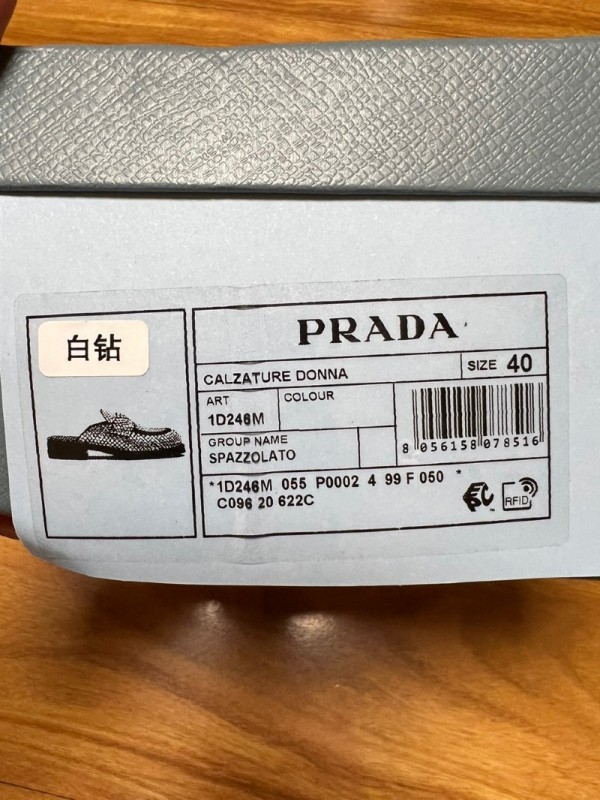 白钻
PRADA
CALZATURE DONNA
SIZE 40
ART
1D246M
COLOUR
GROUP NAME
SPAZZOLATO
8 056158 078516
*1D246M 055 P0002 4 99 F 050 *
C096 20 622C
RFID